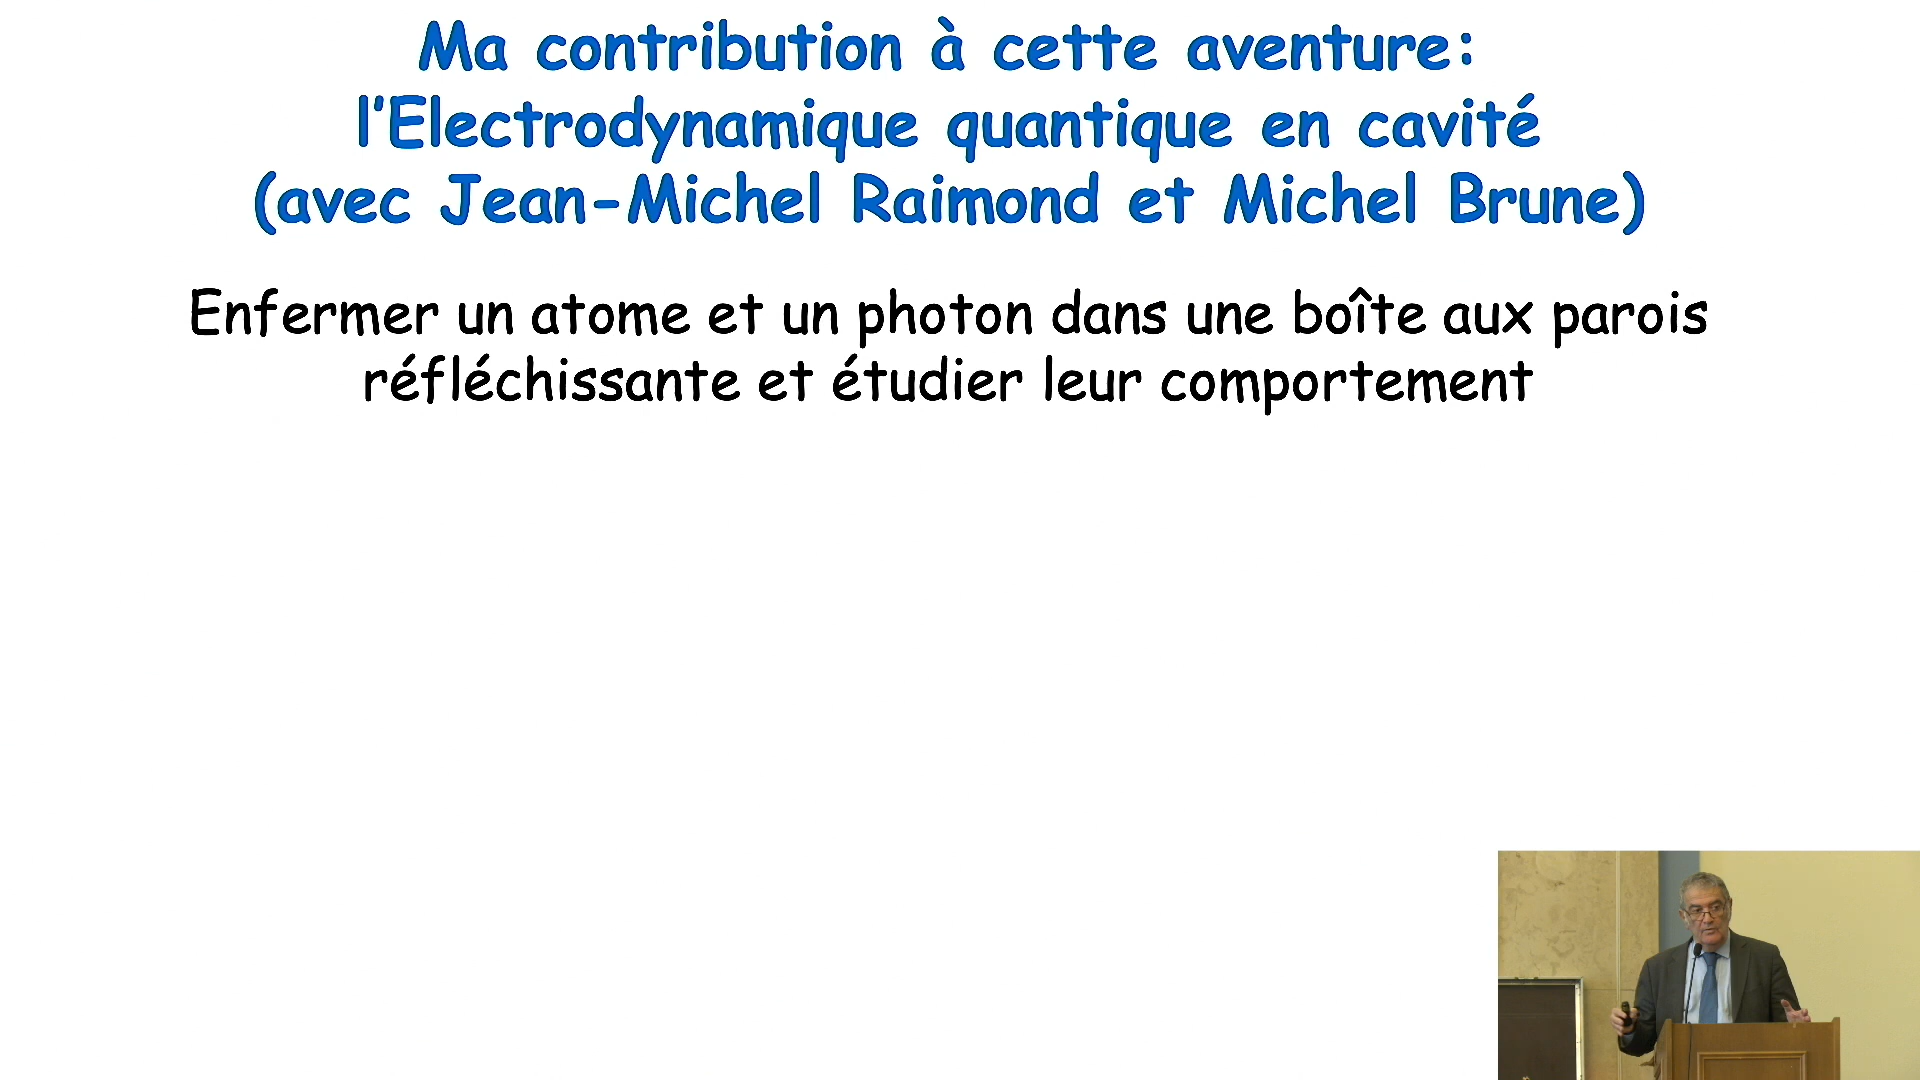 Ma contribution à cette aventure:
l'Electrodynamique quantique en cavité
(avec Jean-Michel Raimond et Michel Brune)
Enfermer un atome et un photon dans une boîte aux parois
réfléchissante et étudier leur comportement